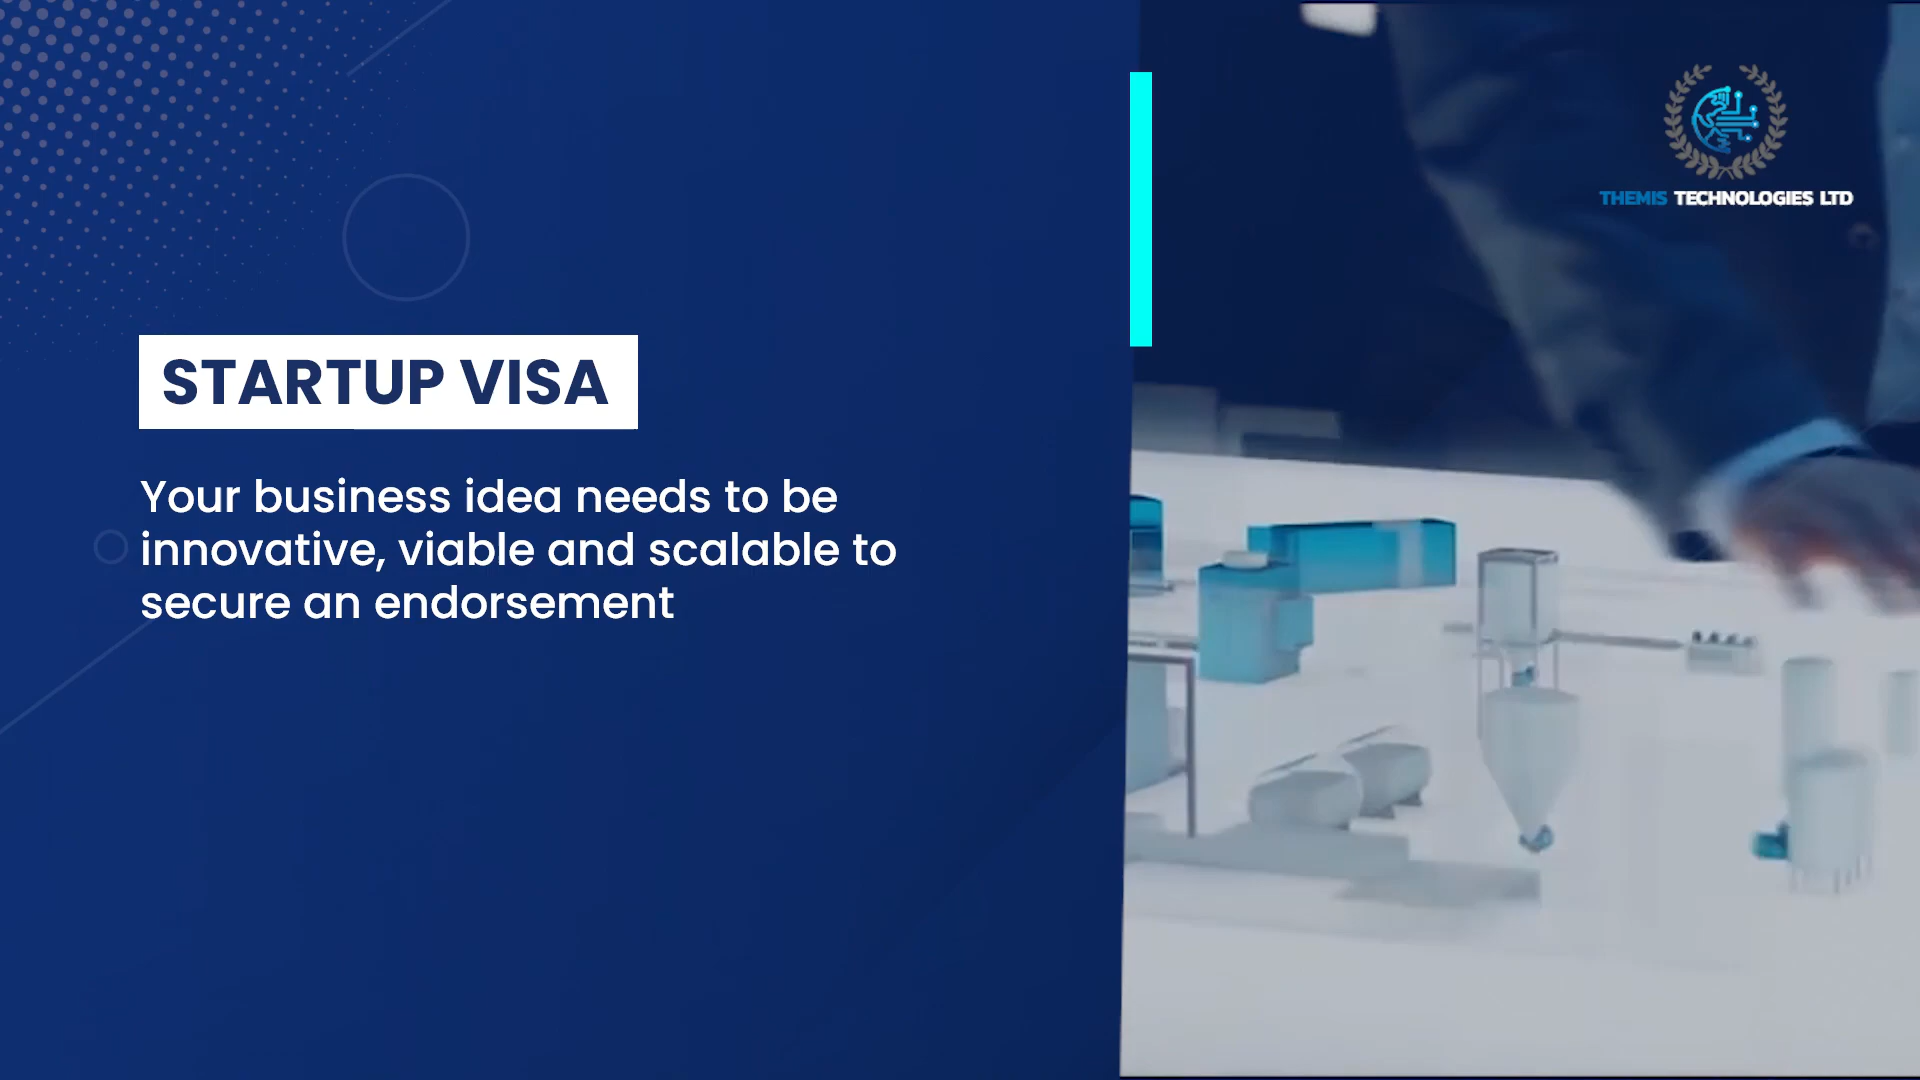 THEMIS TECHNOLOGIES LTD
STARTUP VISA
Your business idea needs to be
innovative, viable and scalable to
secure an endorsement